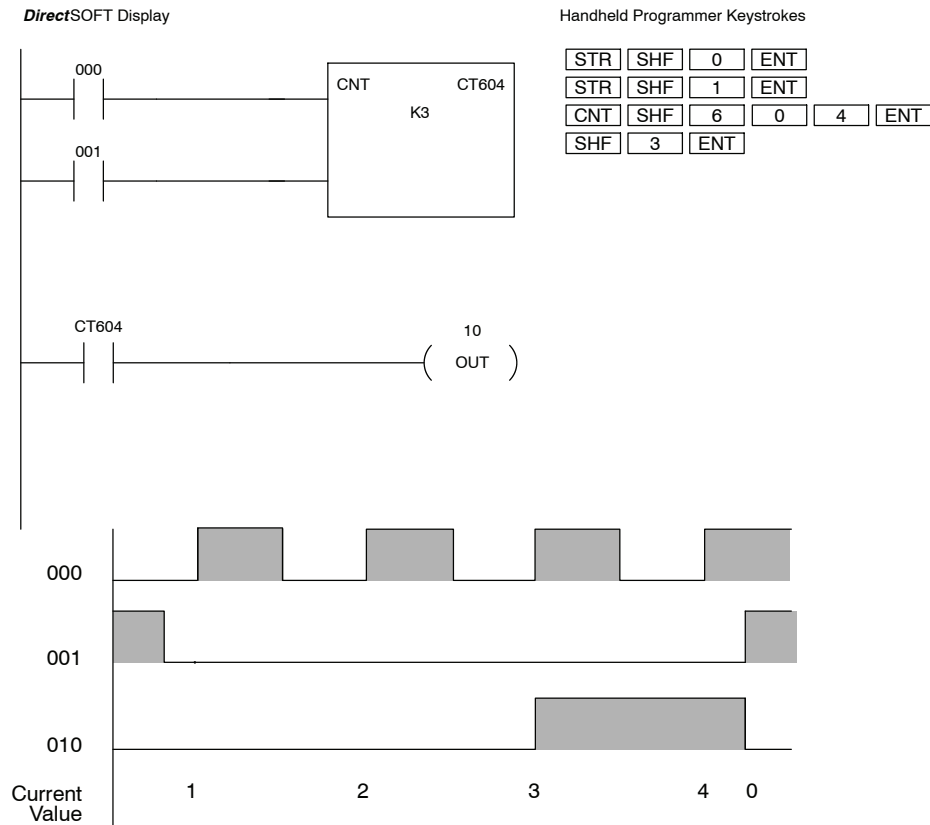 DirectSOFT Display
Handheld Programmer Keystrokes
000
CNT CT604
K3
001
STR SHF 0 ENT
STR SHF 1 ENT
CNT SHF 6 0 4 ENT
SHF 3 ENT
CT604
10
OUT
000
001
010
Current
Value
1 2 3 4 0